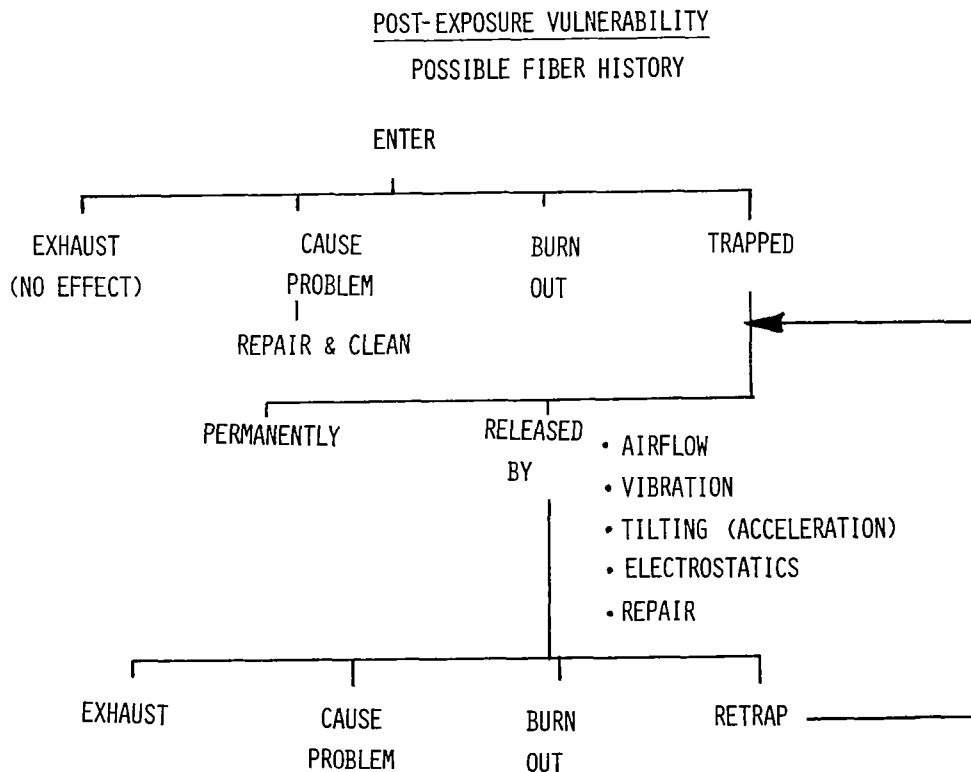 POST-EXPOSURE VULNERABILITY
POSSIBLE FIBER HISTORY
ENTER
EXHAUST
(NO EFFECT)
CAUSE
PROBLEM
BURN
OUT
TRAPPED
REPAIR & CLEAN
PERMANENTLY
RELEASED
BY
• AIRFLOW
• VIBRATION
• TILTING (ACCELERATION)
• ELECTROSTATICS
• REPAIR
EXHAUST
CAUSE
PROBLEM
BURN
OUT
RETRAP